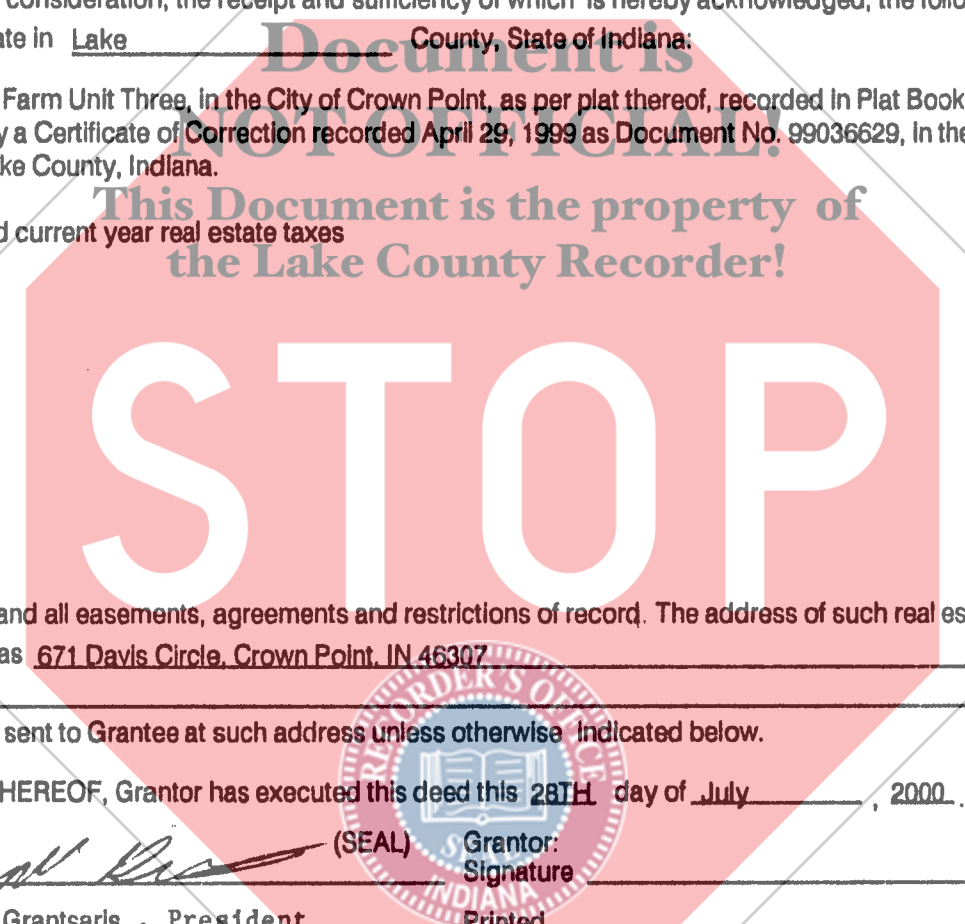 consideration, the receipt and sufficiency of which is hereby acknowledged, the
ate in Lake County, State of Indiana:
Document is
Farm Unit Three, in the City of Crown Point, as per plat thereof, recorded in Plat Book
NOT OFFICIAL!
y a Certificate of Correction recorded April 29, 1999 as Document No. 99036629, in the
ke County, Indiana.
This Document is the property of
d current year real estate taxes
the Lake County Recorder!
STOP
and all easements, agreements and restrictions of record. The address of such real es
as 671 Davis Circle, Crown Point, IN 46307
sent to Grantee at such address unless otherwise indicated below.
HEREOF, Grantor has executed this deed this 28TH day of July , 2000 .
RECORDER'S OFFICE
SEAL
INDIANA
(SEAL) Grantor:
Signature
Grantsaris , President Printed